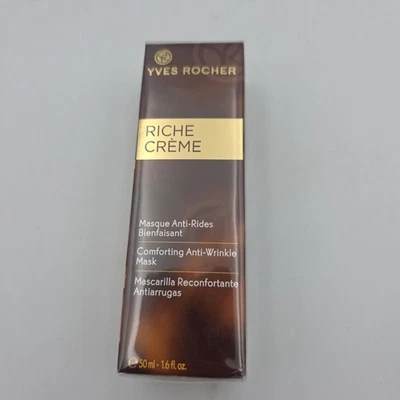 YVES ROCHER
RICHE
CRÈME
Masque Anti-Rides
Bienfaisant
Comforting Anti-Wrinkle
Mask
Mascarilla Reconfortante
Antiarrugas
℮ 50 ml - 1.6 fl. oz.